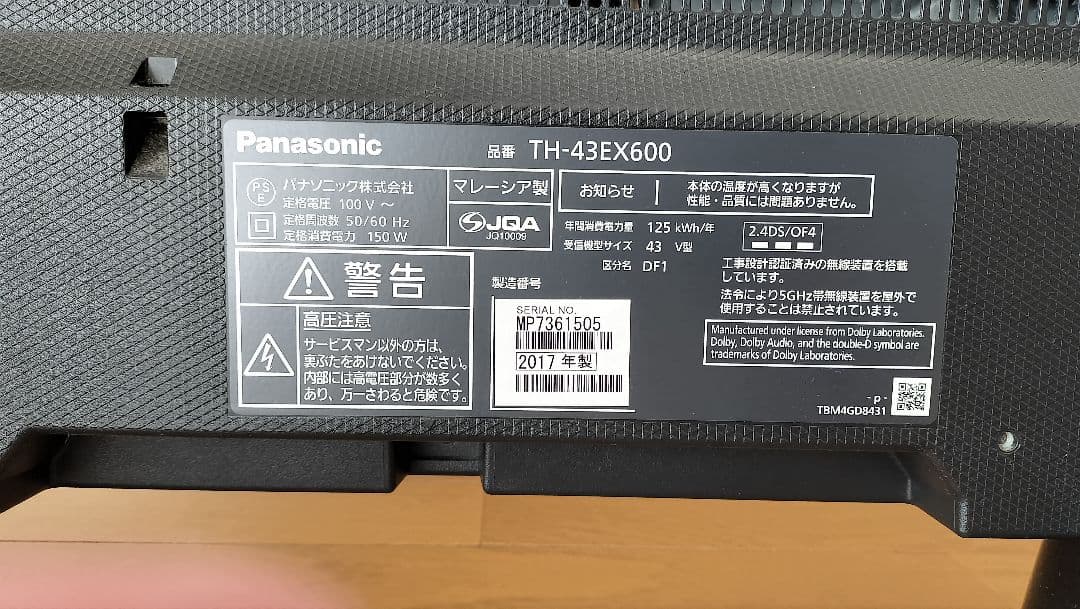 Panasonic
品番 TH-43EX600
PS
E
パナソニック株式会社
定格電圧 100 V ～
定格周波数 50/60 Hz
定格消費電力 150 W
マレーシア製
JQA
JQ10009
お知らせ
本体の温度が高くなりますが
性能・品質には問題ありません。
年間消費電力量 125 kWh/年
受信機型サイズ 43 V型
区分名 DF1
2.4DS/OF4
工事設計認証済みの無線装置を搭載
しています。
法令により5GHz帯無線装置を屋外で
使用することは禁止されています。
警告
高圧注意
サービスマン以外の方は、
裏ぶたをあけないでください。
内部には高電圧部分が数多く
あり、万一さわると危険です。
製造番号
SERIAL NO.
MP7361505
2017 年製
Manufactured under license from Dolby Laboratories.
Dolby, Dolby Audio, and the double-D symbol are
trademarks of Dolby Laboratories.
- p -
TBM4GD8431